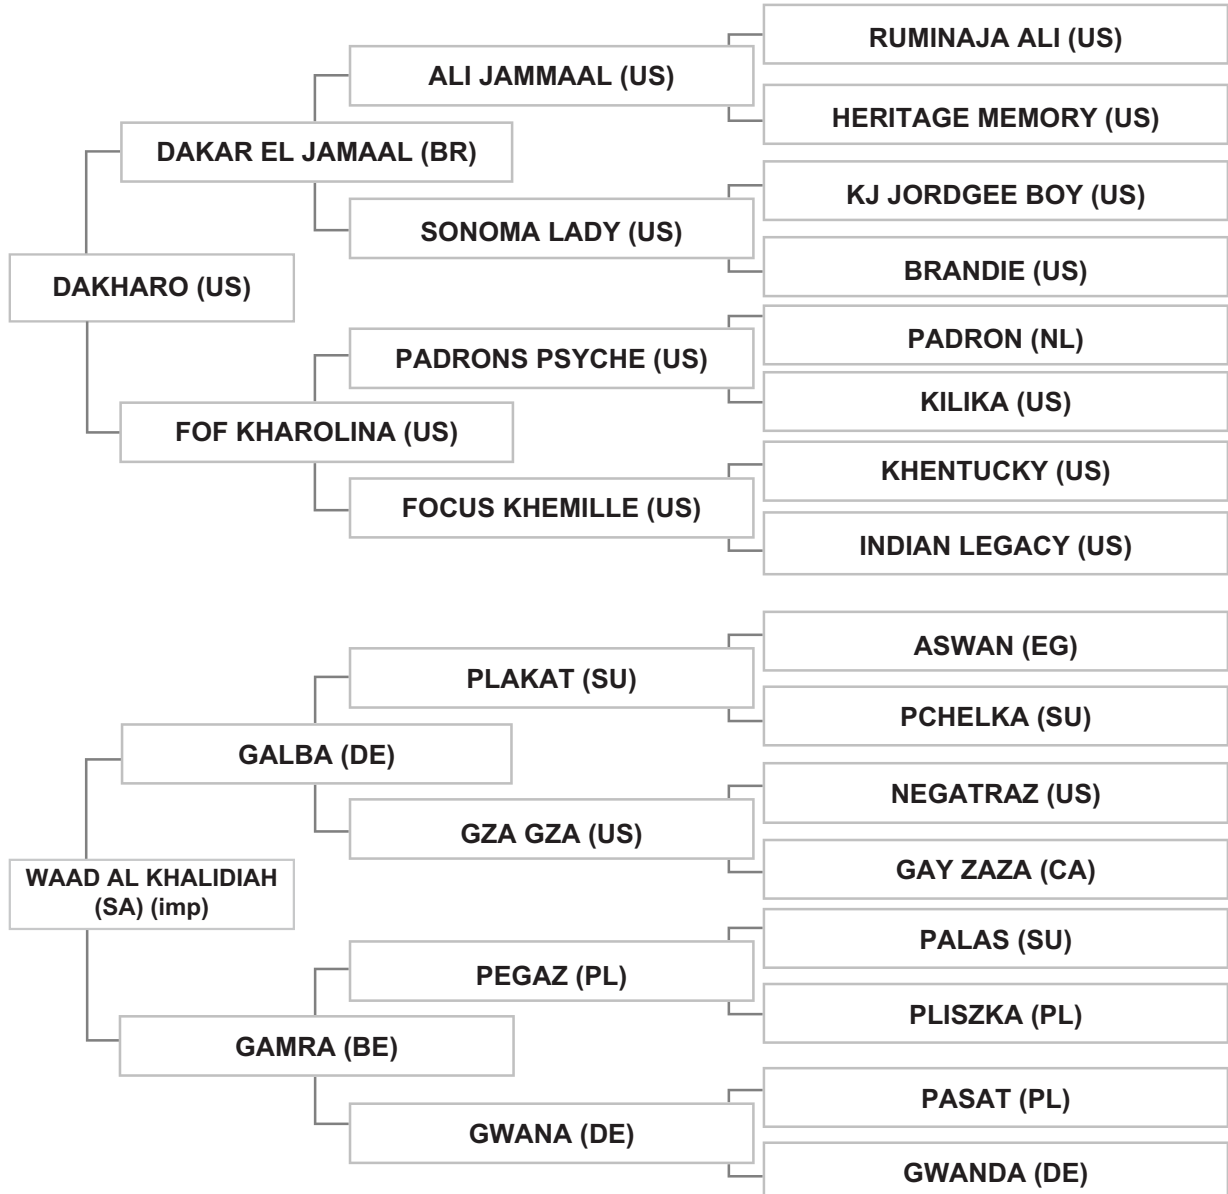 RUMINAJA ALI (US)
ALI JAMMAAL (US)
HERITAGE MEMORY (US)
DAKAR EL JAMAAL (BR)
KJ JORDGEE BOY (US)
SONOMA LADY (US)
BRANDIE (US)
DAKHARO (US)
PADRON (NL)
PADRONS PSYCHE (US)
KILIKA (US)
FOF KHAROLINA (US)
KHENTUCKY (US)
FOCUS KHEMILLE (US)
INDIAN LEGACY (US)
ASWAN (EG)
PLAKAT (SU)
PCHELKA (SU)
GALBA (DE)
NEGATRAZ (US)
GZA GZA (US)
GAY ZAZA (CA)
WAAD AL KHALIDIAH
(SA) (imp)
PALAS (SU)
PEGAZ (PL)
PLISZKA (PL)
GAMRA (BE)
PASAT (PL)
GWANA (DE)
GWANDA (DE)